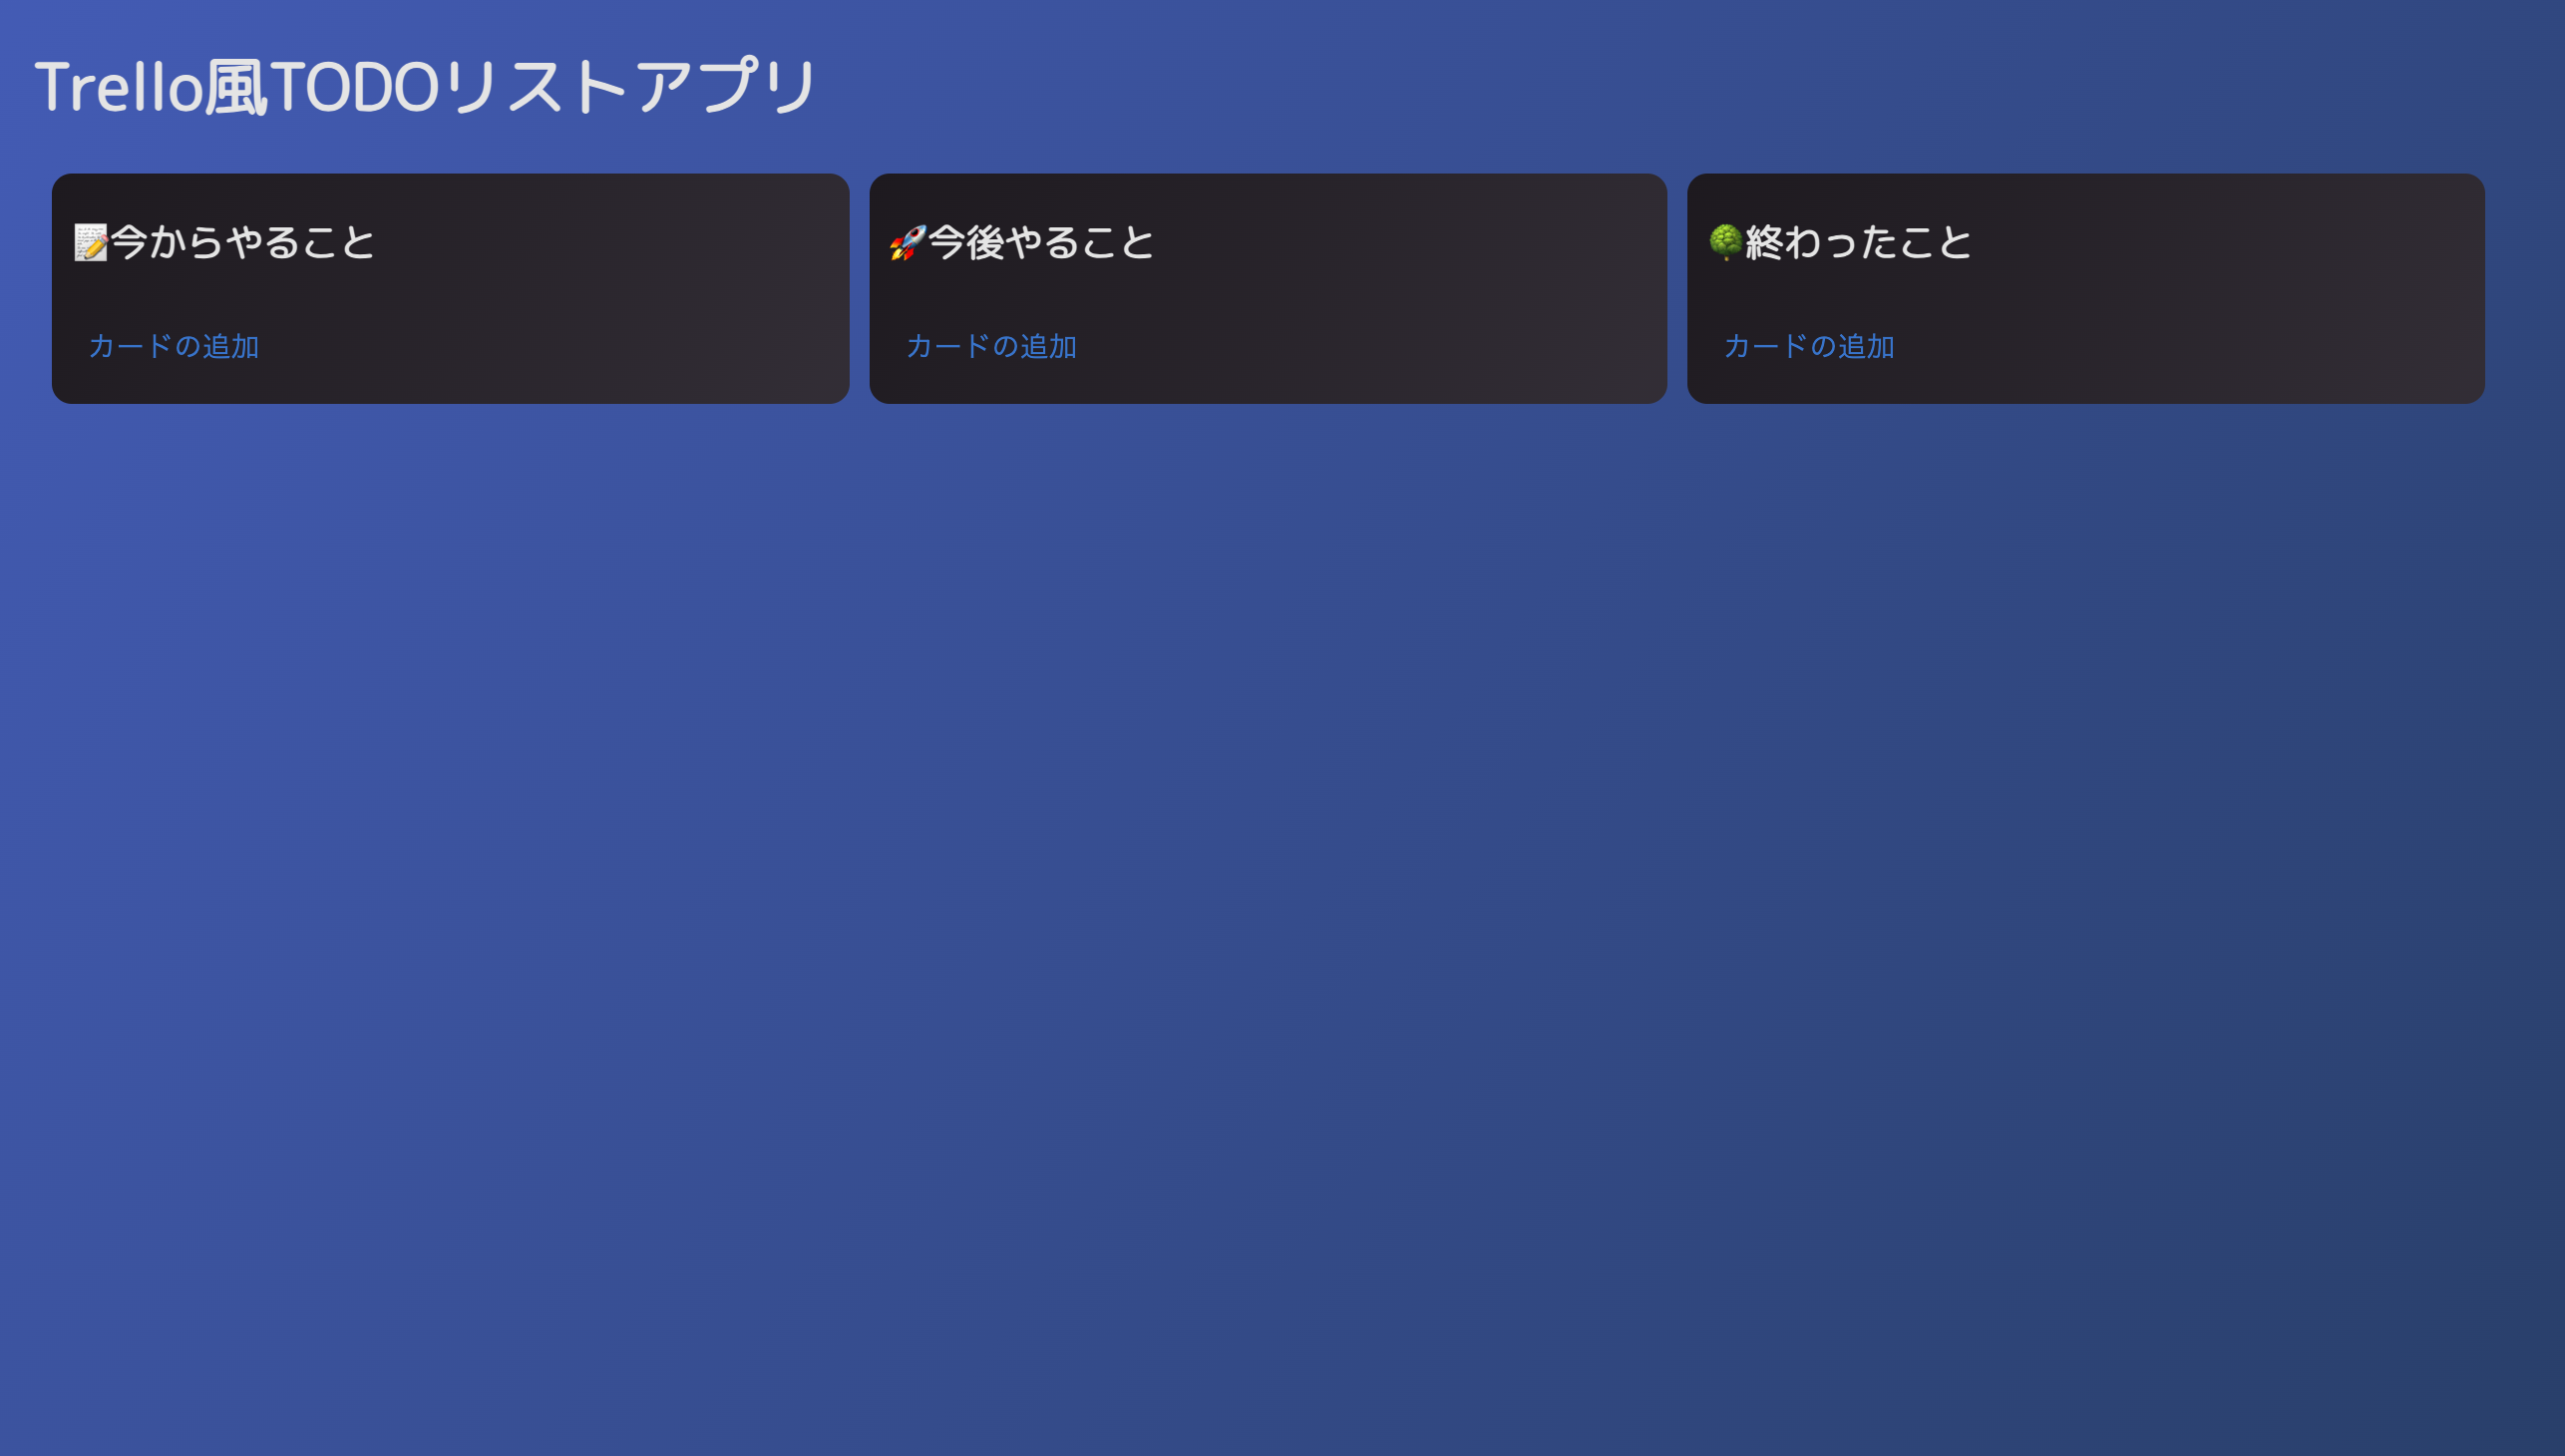 Trello風TODOリストアプリ
📝今からやること
カードの追加
🚀今後やること
カードの追加
🌳終わったこと
カードの追加